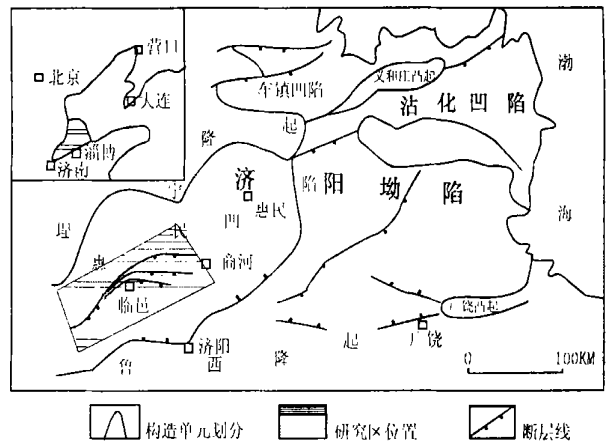 营口
北京
大连
淄博
济南
车镇凹陷
义和庄凸起
沾化凹陷
渤海
埕宁隆起
济阳坳陷
惠民凹陷
惠民
商河
临邑
济阳
鲁西隆起
广饶凸起
广饶
0 100KM
构造单元划分
研究区位置
断层线